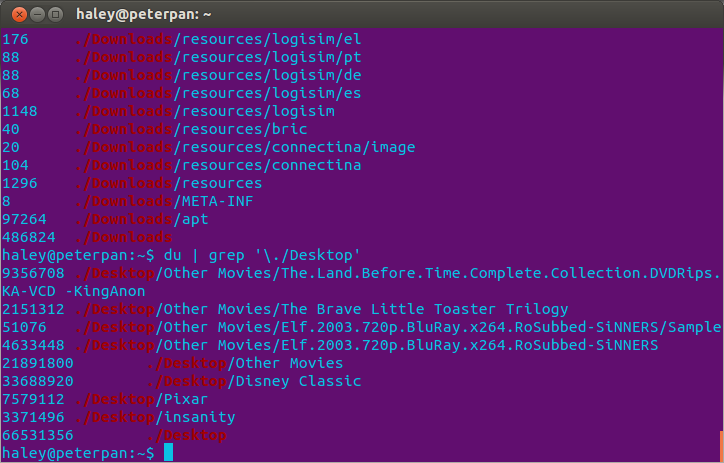 haley@peterpan: ~
176 ./Downloads/resources/logisim/el
88 ./Downloads/resources/logisim/pt
88 ./Downloads/resources/logisim/de
68 ./Downloads/resources/logisim/es
1148 ./Downloads/resources/logisim
40 ./Downloads/resources/bric
20 ./Downloads/resources/connectina/image
104 ./Downloads/resources/connectina
1296 ./Downloads/resources
8 ./Downloads/META-INF
97264 ./Downloads/apt
486824 ./Downloads
haley@peterpan:~$ du | grep '\./Desktop'
9356708 ./Desktop/Other Movies/The.Land.Before.Time.Complete.Collection.DVDRips.
KA-VCD -KingAnon
2151312 ./Desktop/Other Movies/The Brave Little Toaster Trilogy
51076 ./Desktop/Other Movies/Elf.2003.720p.BluRay.x264.RoSubbed-SiNNERS/Sample
4633448 ./Desktop/Other Movies/Elf.2003.720p.BluRay.x264.RoSubbed-SiNNERS
21891800 ./Desktop/Other Movies
33688920 ./Desktop/Disney Classic
7579112 ./Desktop/Pixar
3371496 ./Desktop/insanity
66531356 ./Desktop
haley@peterpan:~$